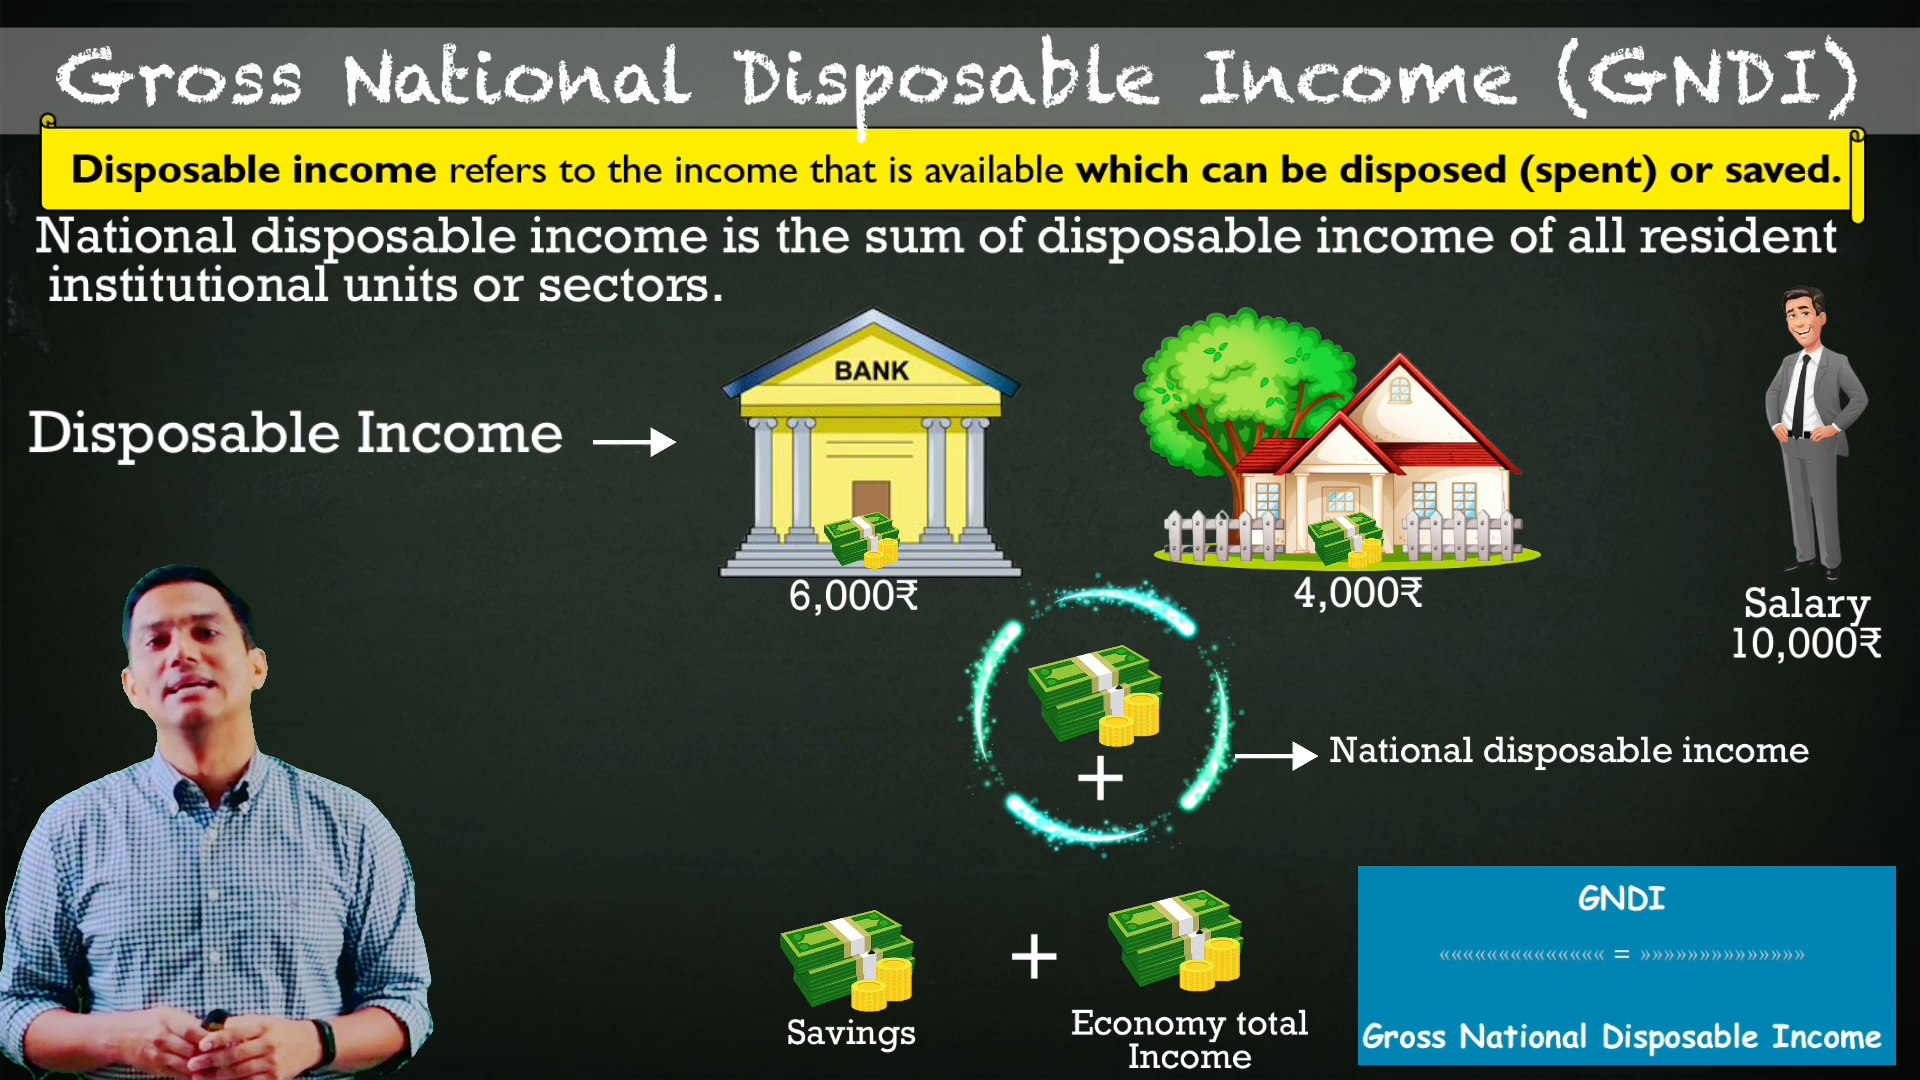 Gross National Disposable Income (GNDI)
Disposable income refers to the income that is available which can be disposed (spent) or saved.
National disposable income is the sum of disposable income of all resident
institutional units or sectors.
BANK
Disposable Income
6,000₹
4,000₹
Salary
10,000₹
+
National disposable income
Savings
+
Economy total
Income
GNDI
«««««««««««««« = »»»»»»»»»»»»»»
Gross National Disposable Income